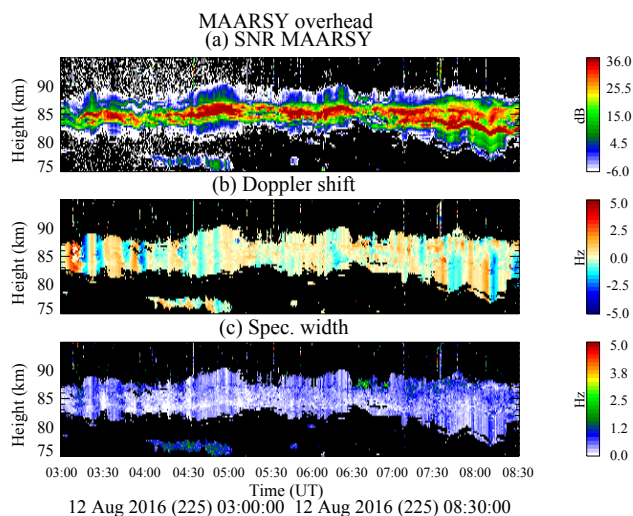 MAARSY overhead
(a) SNR MAARSY
Height (km)
90
85
80
75
36.0
25.5
15.0
4.5
-6.0
dB
(b) Doppler shift
Height (km)
90
85
80
75
5.0
2.5
0.0
-2.5
-5.0
Hz
(c) Spec. width
Height (km)
90
85
80
75
5.0
3.8
2.5
1.2
0.0
Hz
03:00 03:30 04:00 04:30 05:00 05:30 06:00 06:30 07:00 07:30 08:00 08:30
Time (UT)
12 Aug 2016 (225) 03:00:00 12 Aug 2016 (225) 08:30:00